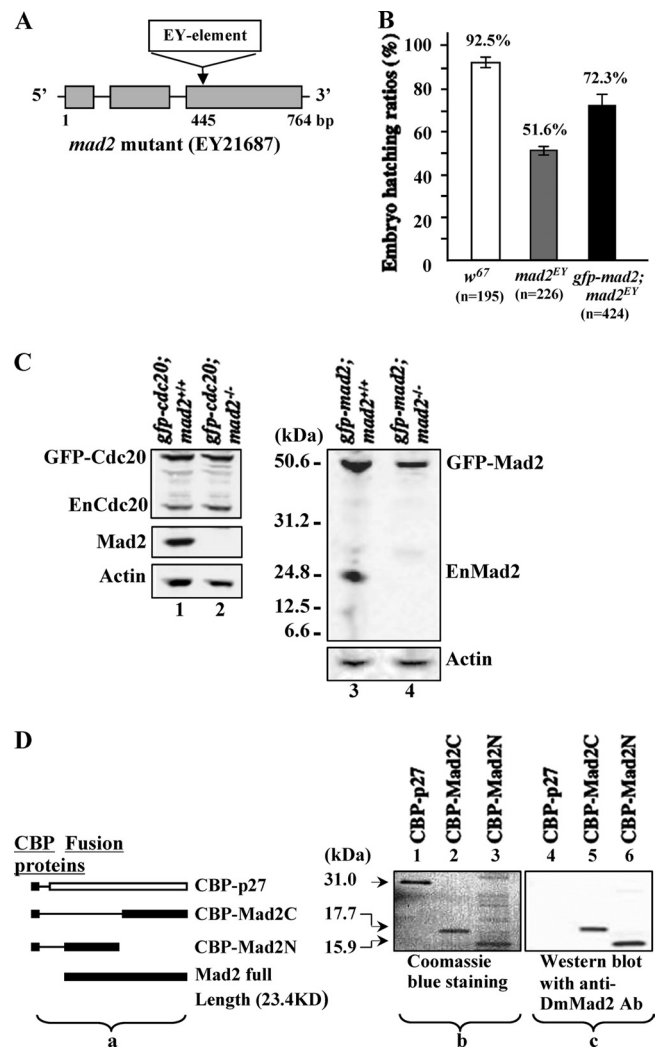 A
EY-element
5’
3’
1
445
764 bp
mad2 mutant (EY21687)
B
Embryo hatching ratios (%)
100
80
60
40
20
0
92.5%
51.6%
72.3%
w67
(n=195)
mad2EY
(n=226)
gfp-mad2;
mad2EY
(n=424)
C
gfp-cdc20;
mad2+/+
gfp-cdc20;
mad2-/-
GFP-Cdc20
EnCdc20
Mad2
Actin
1
2
(kDa)
gfp-mad2;
mad2+/+
gfp-mad2;
mad2-/-
50.6
31.2
24.8
12.5
6.6
GFP-Mad2
EnMad2
Actin
3
4
D
CBP Fusion
proteins
CBP-p27
CBP-Mad2C
CBP-Mad2N
Mad2 full
Length (23.4KD)
a
(kDa)
31.0
17.7
15.9
CBP-p27
CBP-Mad2C
CBP-Mad2N
1
2
3
Coomassie
blue staining
b
CBP-p27
CBP-Mad2C
CBP-Mad2N
4
5
6
Western blot
with anti-
DmMad2 Ab
c